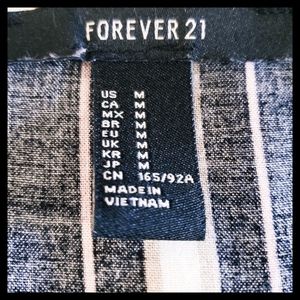 FOREVER 21
US M
CA M
MX M
BR M
EU M
UK M
KR M
JP M
CN 165/92A
MADE IN
VIETNAM